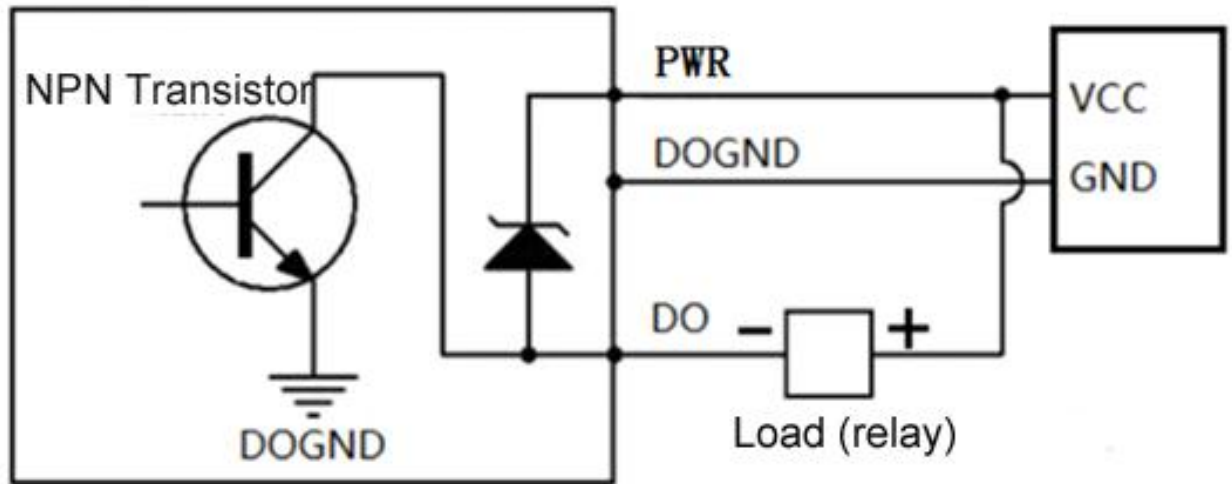 NPN Transistor
PWR
VCC
DOGND
GND
DO
- +
Load (relay)
DOGND